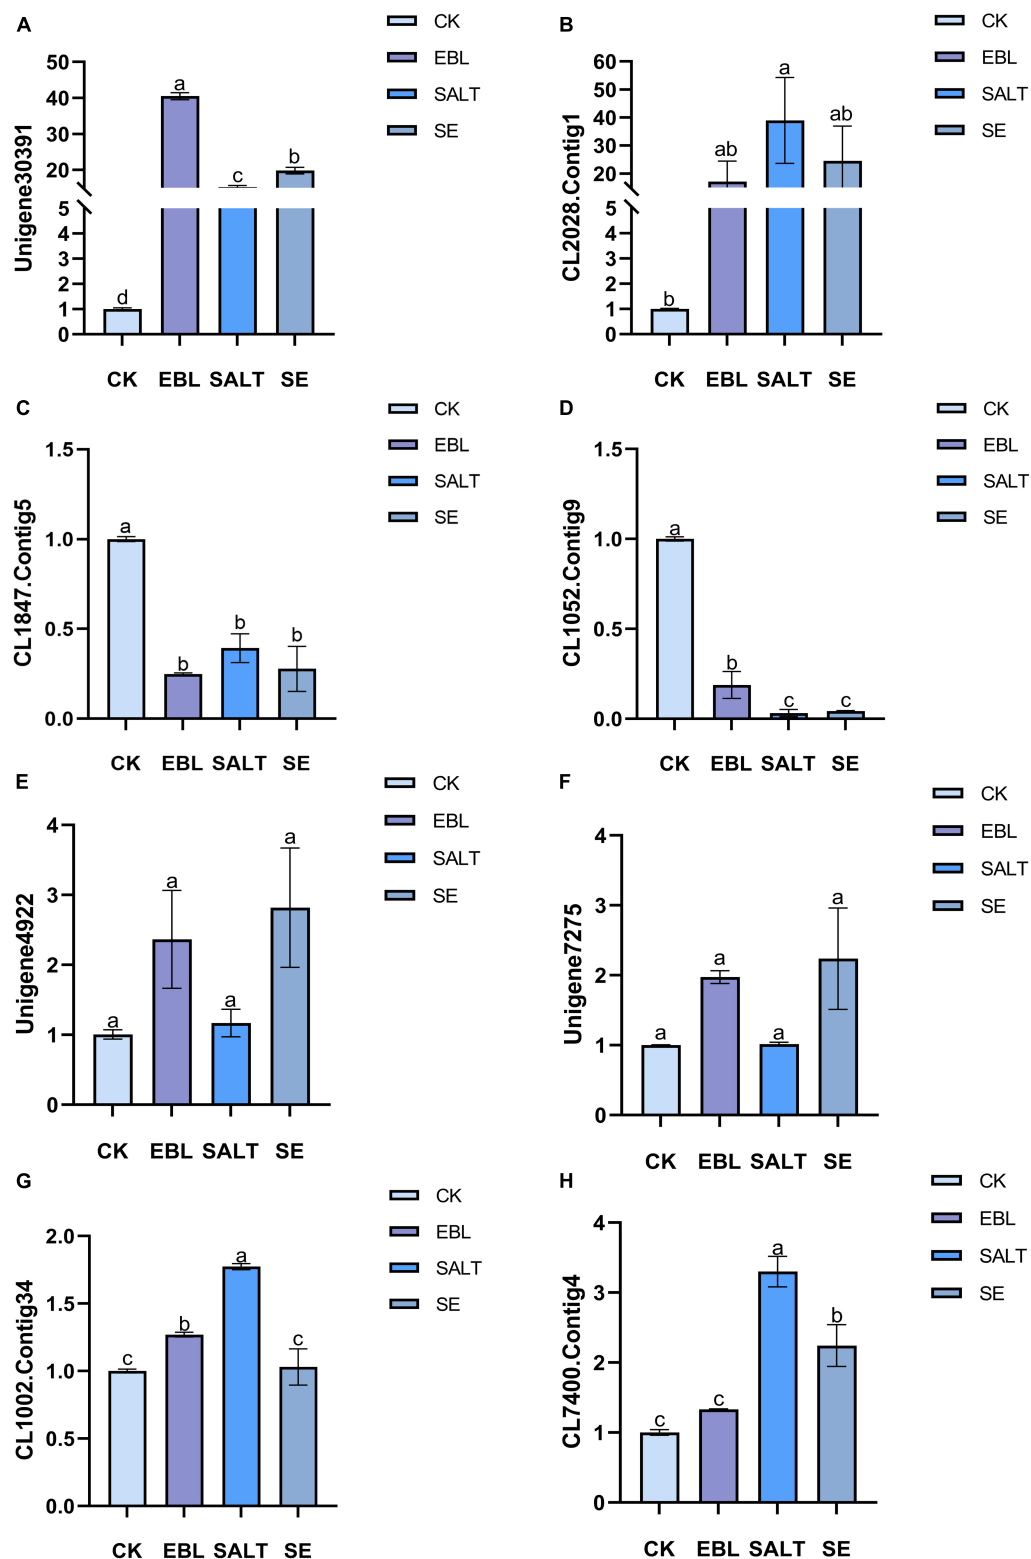 A
CK
EBL
SALT
SE
Unigene30391
50
40
30
20
5
4
3
2
1
0
d
a
c
b
CK EBL SALT SE
B
CK
EBL
SALT
SE
CL2028.Contig1
60
50
40
30
20
5
4
3
2
1
0
b
ab
a
ab
CK EBL SALT SE
C
CK
EBL
SALT
SE
CL1847.Contig5
1.5
1.0
0.5
0.0
a
b
b
b
CK EBL SALT SE
D
CK
EBL
SALT
SE
CL1052.Contig9
1.5
1.0
0.5
0.0
a
b
c
c
CK EBL SALT SE
E
CK
EBL
SALT
SE
Unigene4922
4
3
2
1
0
a
a
a
a
CK EBL SALT SE
F
CK
EBL
SALT
SE
Unigene7275
4
3
2
1
0
a
a
a
a
CK EBL SALT SE
G
CK
EBL
SALT
SE
CL1002.Contig34
2.0
1.5
1.0
0.5
0.0
c
b
a
c
CK EBL SALT SE
H
CK
EBL
SALT
SE
CL7400.Contig4
4
3
2
1
0
c
c
a
b
CK EBL SALT SE